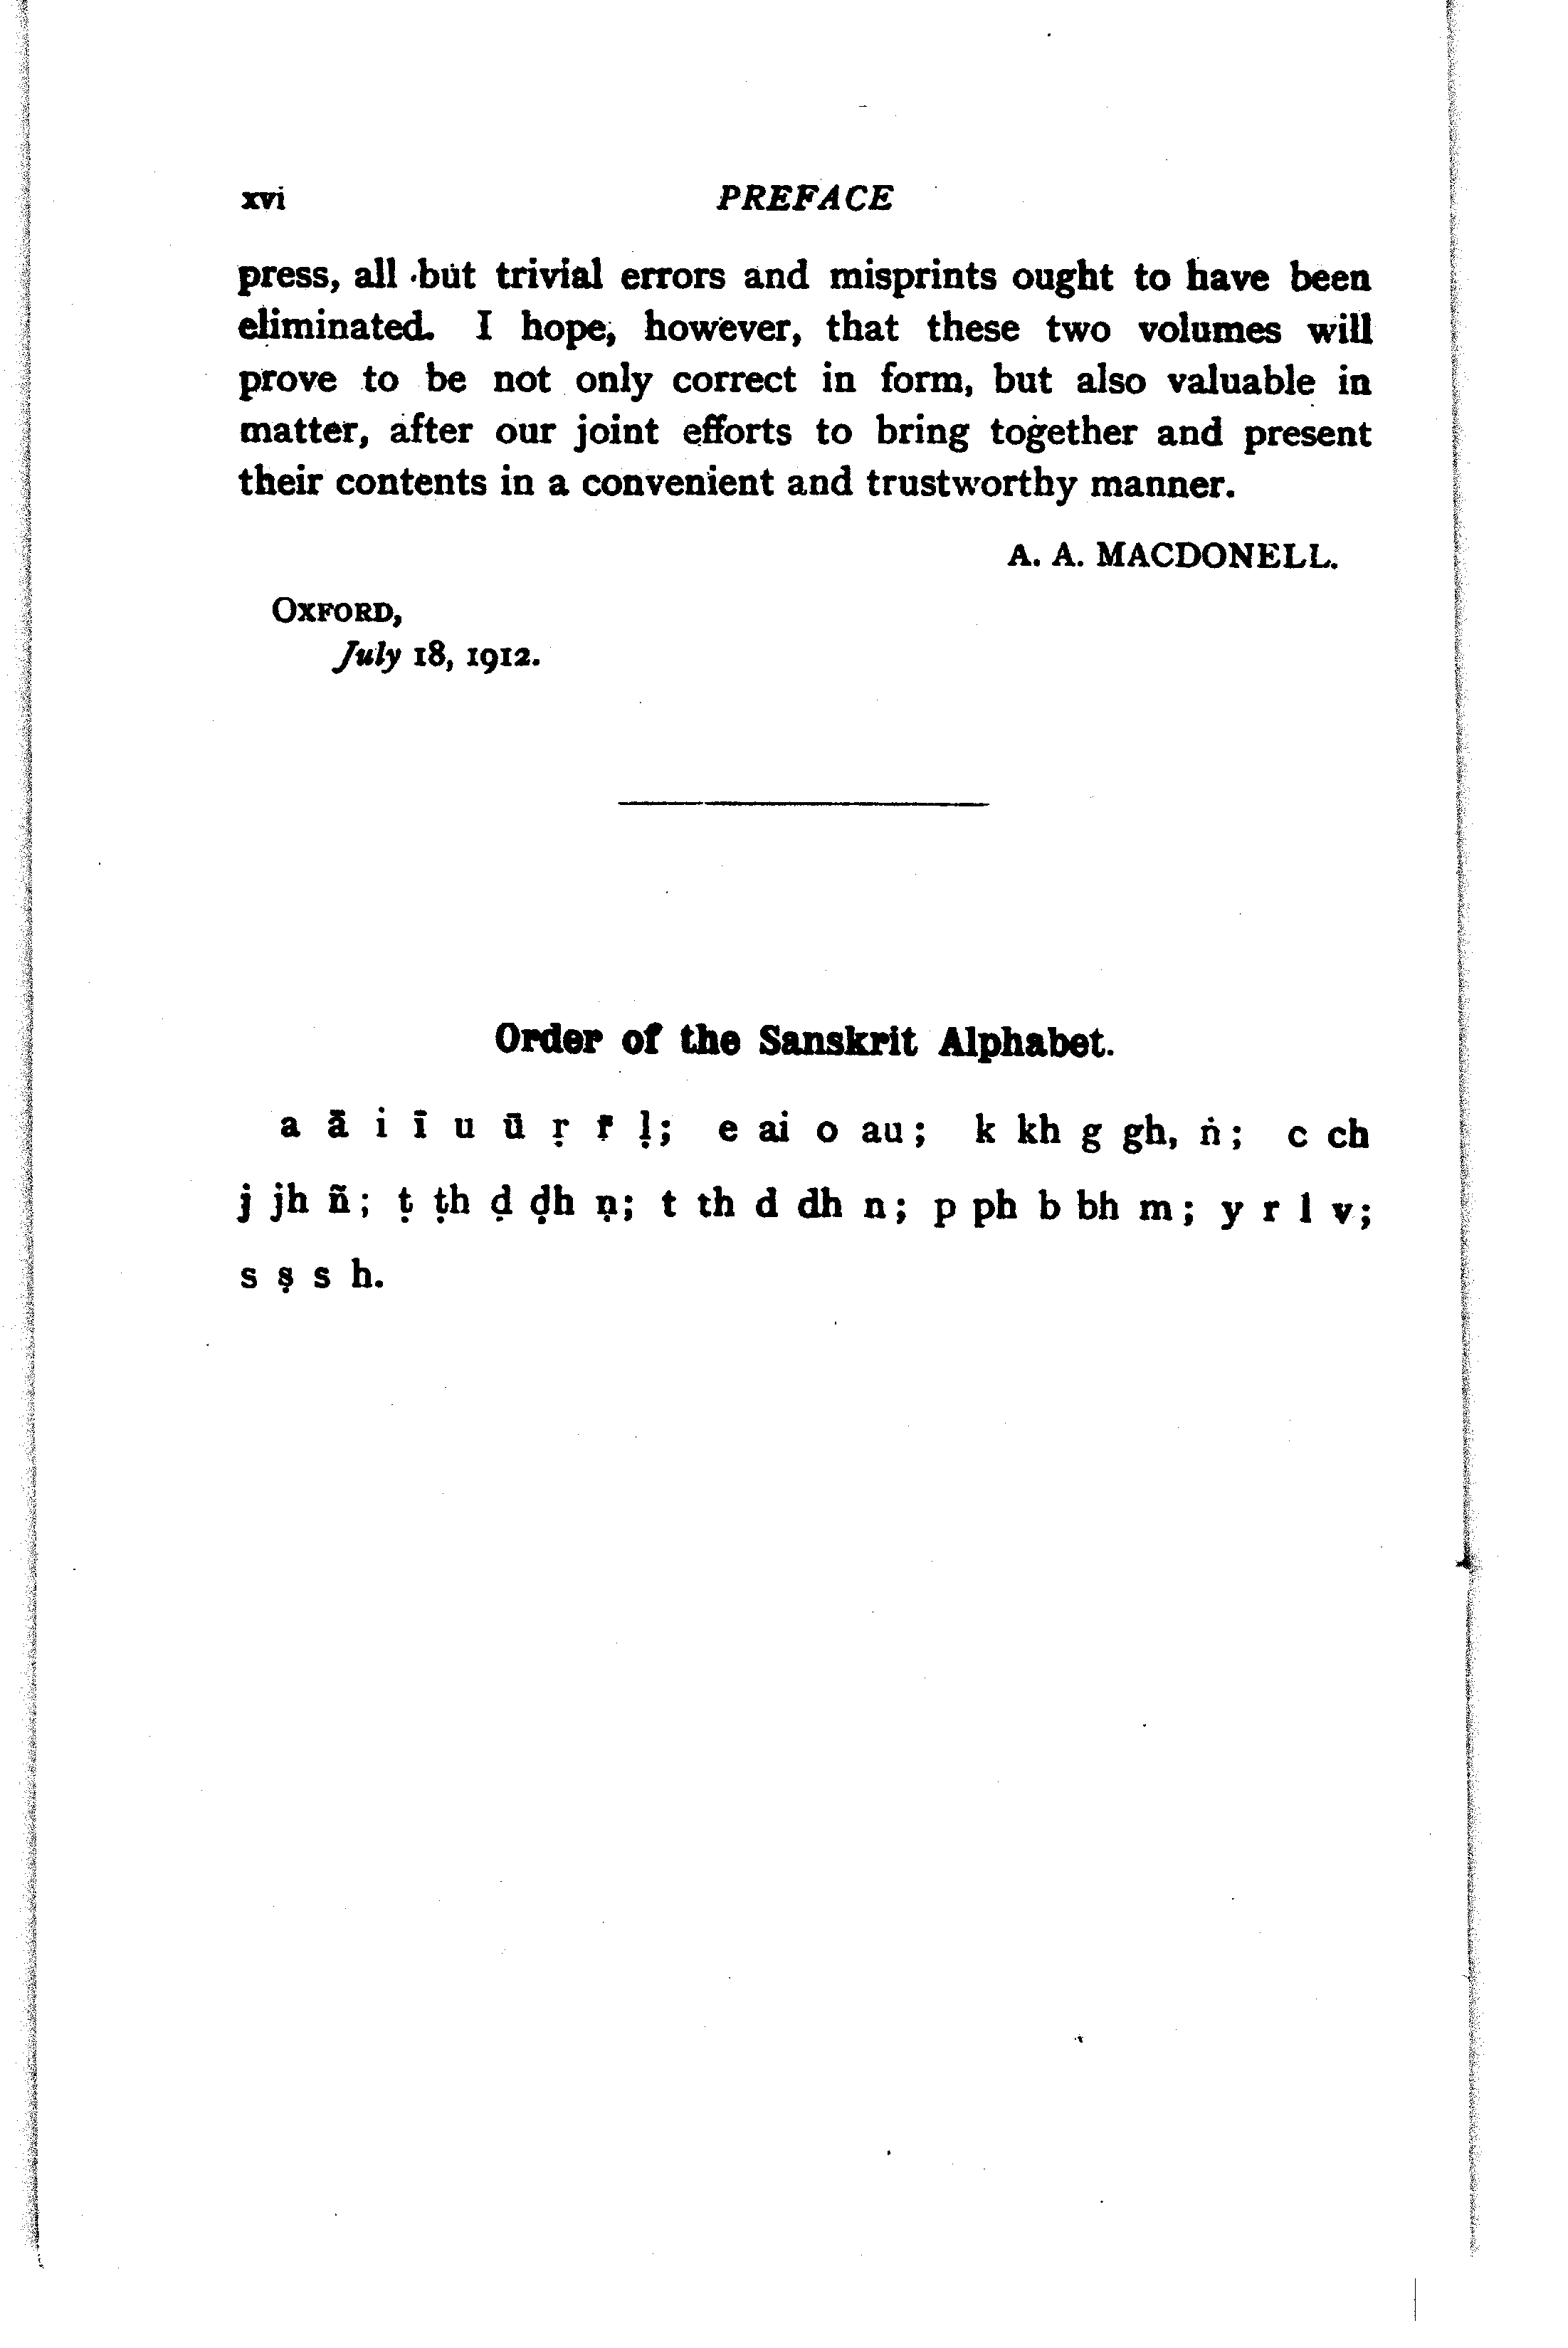 xvi PREFACE
press, all but trivial errors and misprints ought to have been
eliminated. I hope, however, that these two volumes will
prove to be not only correct in form, but also valuable in
matter, after our joint efforts to bring together and present
their contents in a convenient and trustworthy manner.
A. A. MACDONELL.
OXFORD,
July 18, 1912.
Order of the Sanskrit Alphabet.
a ā i ī u ū ṛ r̄ ḷ; e ai o au; k kh g gh, ṅ; c ch
j jh ñ; ṭ ṭh ḍ ḍh ṇ; t th d dh n; p ph b bh m; y r l v;
s ṣ s h.